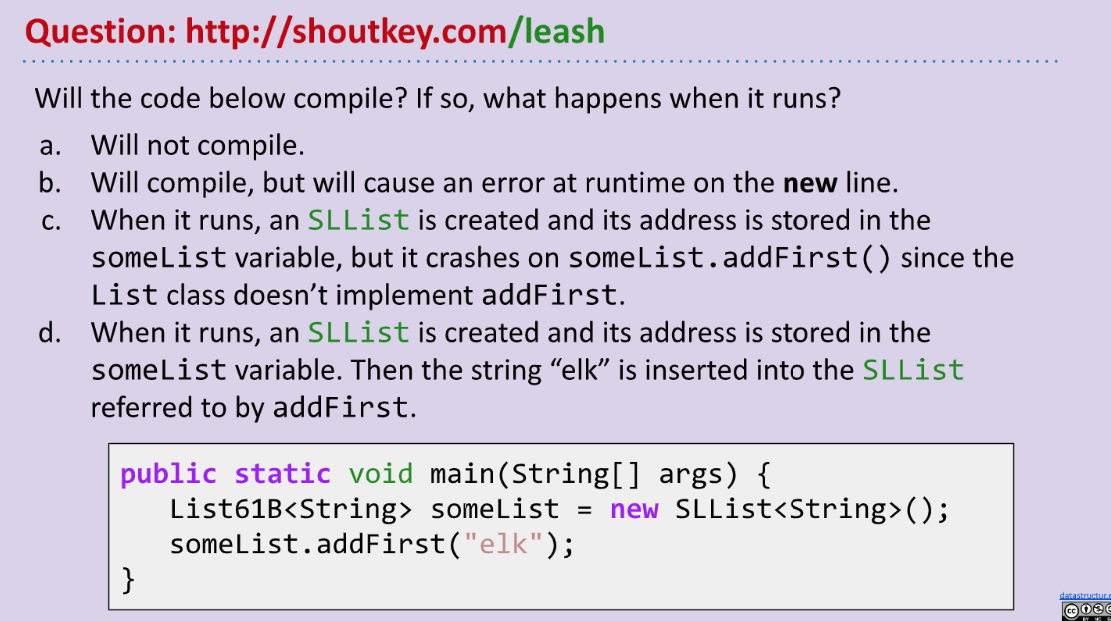 Question: http://shoutkey.com/leash
Will the code below compile? If so, what happens when it runs?
a. Will not compile.
b. Will compile, but will cause an error at runtime on the new line.
c. When it runs, an SLList is created and its address is stored in the
someList variable, but it crashes on someList.addFirst() since the
List class doesn’t implement addFirst.
d. When it runs, an SLList is created and its address is stored in the
someList variable. Then the string “elk” is inserted into the SLList
referred to by addFirst.
public static void main(String[] args) {
List61B<String> someList = new SLList<String>();
someList.addFirst("elk");
}